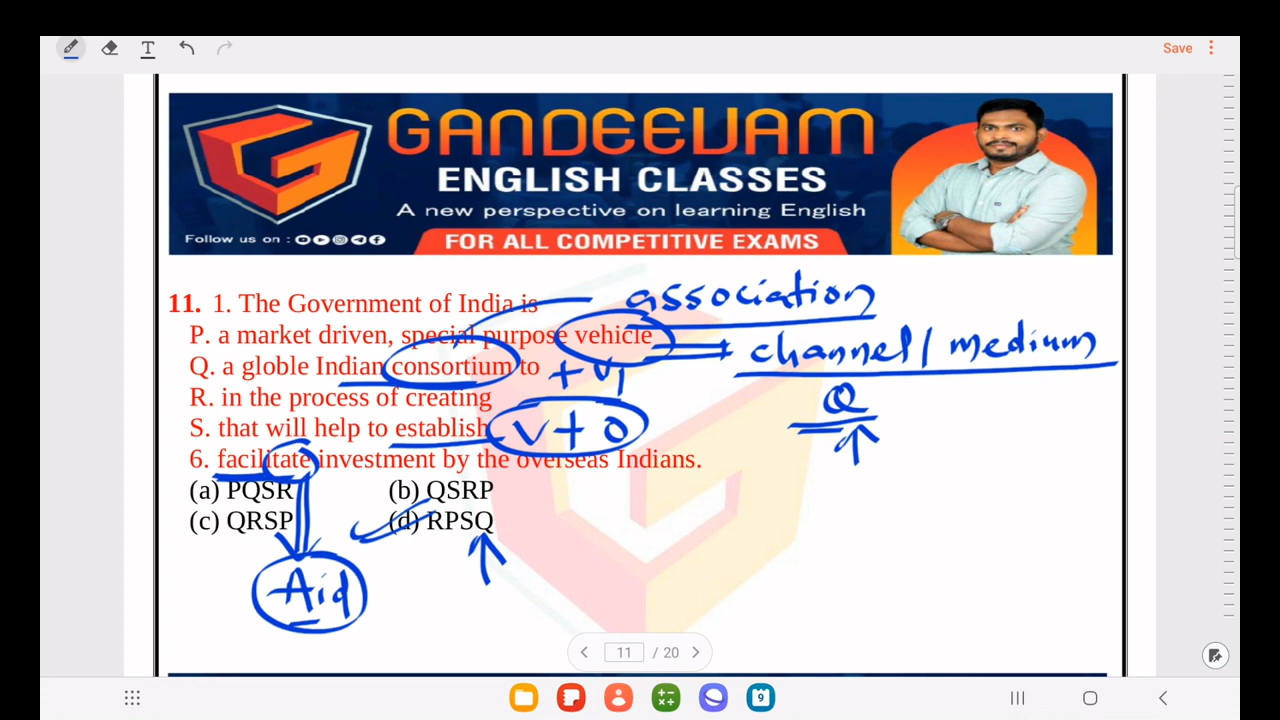 T
Save
GANDEEVAM
ENGLISH CLASSES
A new perspective on learning English
Follow us on :
FOR ALL COMPETITIVE EXAMS
11. 1. The Government of India is
association
P. a market driven, special purpose vehicle
channel / medium
Q. a globle Indian consortium to
+ V1
R. in the process of creating
Q
S. that will help to establish
V + O
6. facilitate investment by the overseas Indians.
(a) PQSR (b) QSRP
(c) QRSP (d) RPSQ
Aid
11 / 20
9